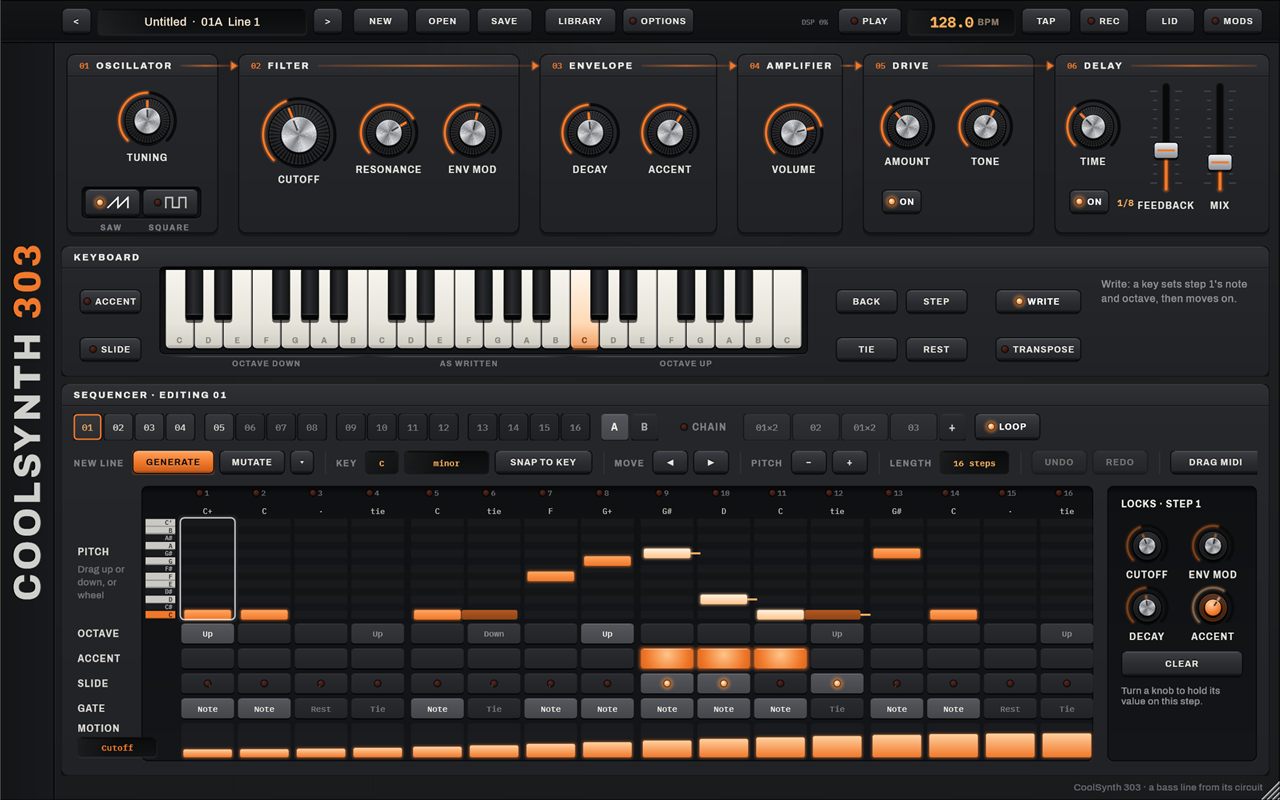 < Untitled · 01A Line 1 > NEW OPEN SAVE LIBRARY OPTIONS DSP 0% PLAY 128.0 BPM TAP REC LID MODS
COOLSYNTH 303
01 OSCILLATOR 02 FILTER 03 ENVELOPE 04 AMPLIFIER 05 DRIVE 06 DELAY
TUNING CUTOFF RESONANCE ENV MOD DECAY ACCENT VOLUME AMOUNT TONE TIME
ON ON 1/8 FEEDBACK MIX
SAW SQUARE
KEYBOARD
ACCENT BACK STEP WRITE Write: a key sets step 1's note
and octave, then moves on.
C D E F G A B C D E F G A B C D E F G A B C
SLIDE TIE REST TRANSPOSE
OCTAVE DOWN AS WRITTEN OCTAVE UP
SEQUENCER · EDITING 01
01 02 03 04 05 06 07 08 09 10 11 12 13 14 15 16 A B CHAIN 01×2 02 01×2 03 + LOOP
NEW LINE GENERATE MUTATE KEY C minor SNAP TO KEY MOVE ◀ ▶ PITCH − + LENGTH 16 steps UNDO REDO DRAG MIDI
1 2 3 4 5 6 7 8 9 10 11 12 13 14 15 16
C+ C · tie C tie F G+ G# D C tie G# C · tie
C'
B
A#
A
G#
G
F#
F
E
D#
D
C#
C
PITCH
Drag up or
down, or
wheel
OCTAVE Up Up Down Up Up Up
ACCENT
SLIDE
GATE Note Note Rest Tie Note Tie Note Note Note Note Note Tie Note Note Rest Tie
MOTION
Cutoff
LOCKS · STEP 1
CUTOFF ENV MOD
DECAY ACCENT
CLEAR
Turn a knob to hold its
value on this step.
CoolSynth 303 · a bass line from its circuit